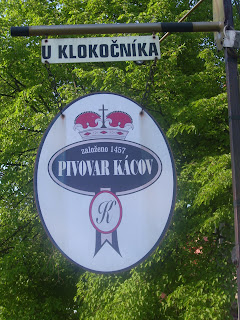 U KLOKOČNÍKA
založeno 1457
PIVOVAR KÁCOV
K